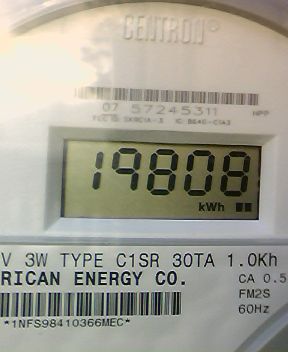 CENTRON®
07 57245311
HPP
19808
kWh
V 3W TYPE C1SR 30TA 1.0Kh
RICAN ENERGY CO.
CA 0.5
FM2S
*1NFS98410366MEC*
60Hz